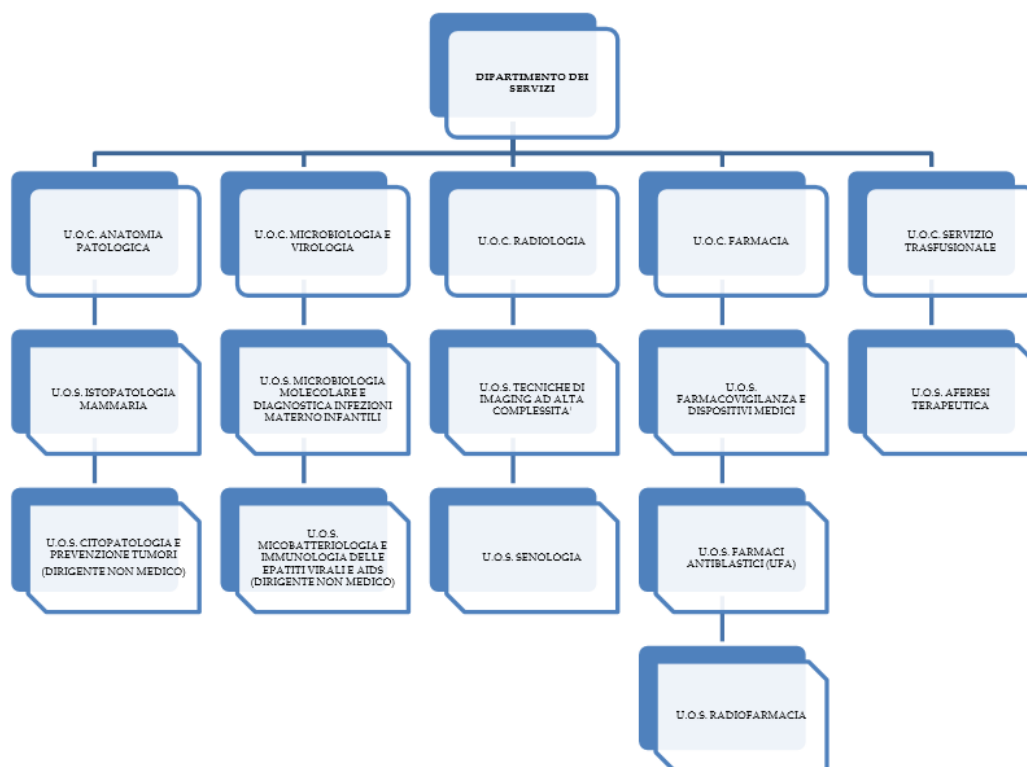 DIPARTIMENTO DEI
SERVIZI
U.O.C. ANATOMIA
PATOLOGICA
U.O.C. MICROBIOLOGIA E
VIROLOGIA
U.O.C. RADIOLOGIA
U.O.C. FARMACIA
U.O.C. SERVIZIO
TRASFUSIONALE
U.O.S. ISTOPATOLOGIA
MAMMARIA
U.O.S. MICROBIOLOGIA
MOLECOLARE E
DIAGNOSTICA INFEZIONI
MATERNO INFANTILI
U.O.S. TECNICHE DI
IMAGING AD ALTA
COMPLESSITA'
U.O.S.
FARMACOVIGILANZA E
DISPOSITIVI MEDICI
U.O.S. AFERESI
TERAPEUTICA
U.O.S. CITOPATOLOGIA E
PREVENZIONE TUMORI
(DIRIGENTE NON MEDICO)
U.O.S.
MICOBATTERIOLOGIA E
IMMUNOLOGIA DELLE
EPATITI VIRALI E AIDS
(DIRIGENTE NON MEDICO)
U.O.S. SENOLOGIA
U.O.S. FARMACI
ANTIBLASTICI (UFA)
U.O.S. RADIOFARMACIA